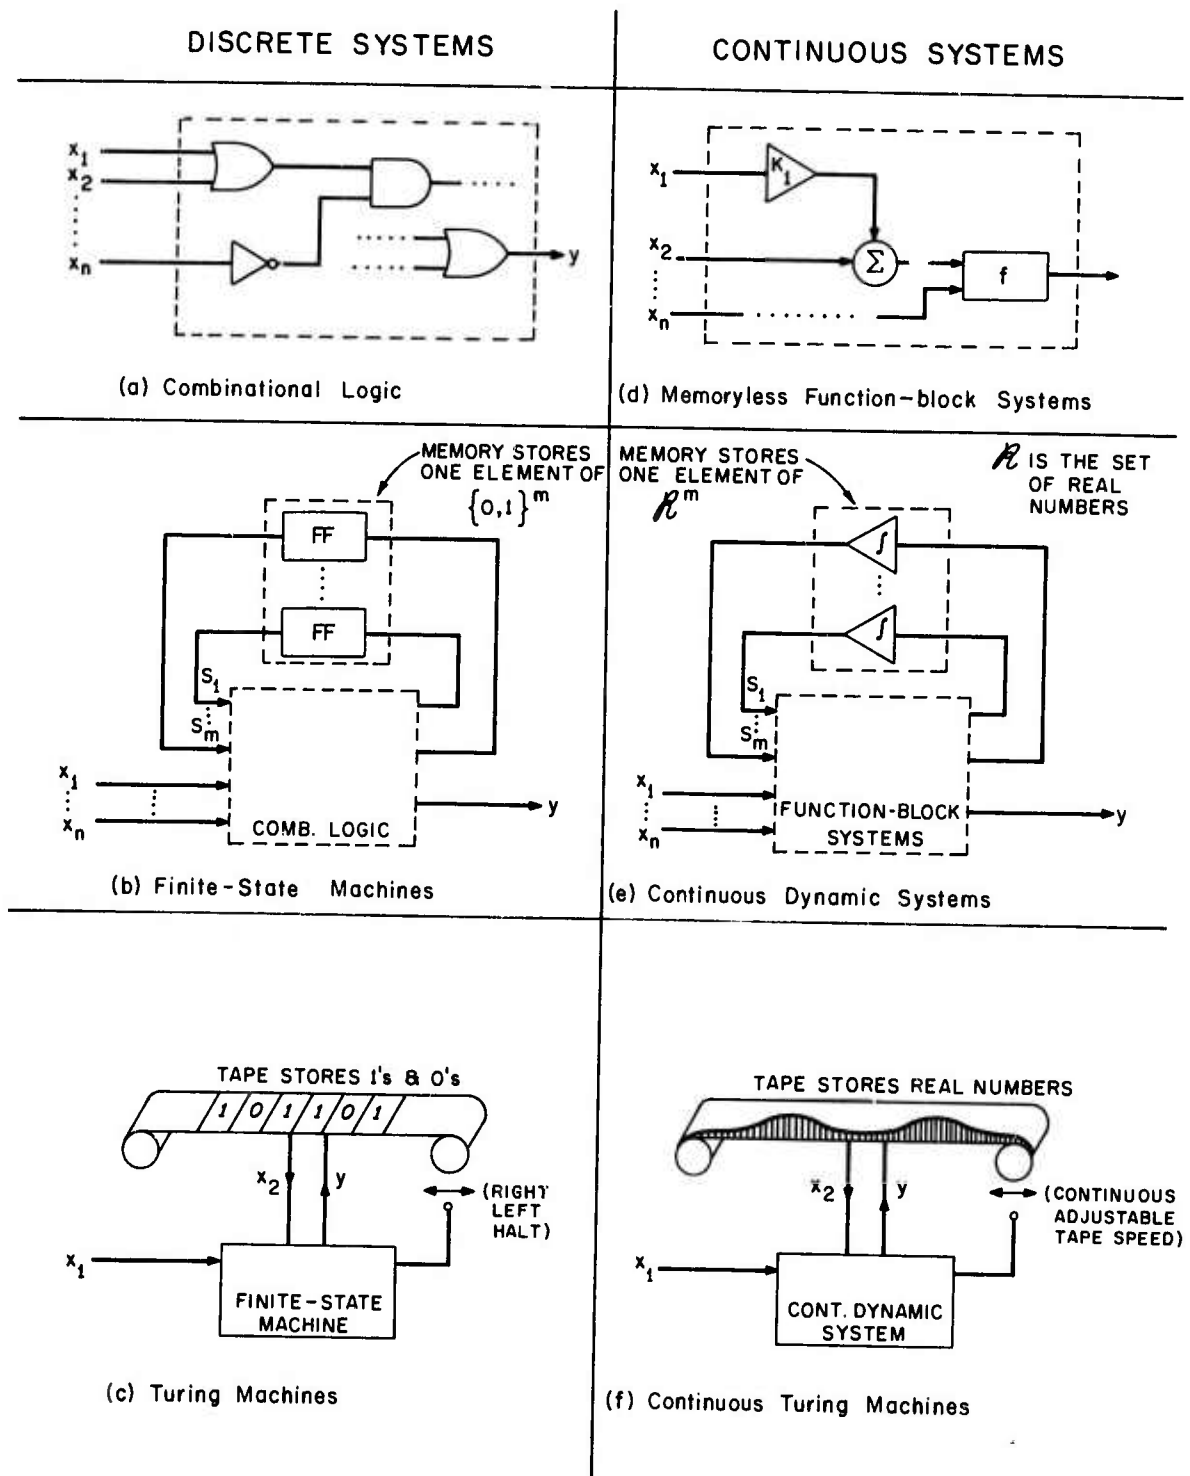 DISCRETE SYSTEMS
CONTINUOUS SYSTEMS
x1
x2
xn
y
(a) Combinational Logic
x1
K1
x2
Σ
f
xn
(d) Memoryless Function-block Systems
MEMORY STORES
ONE ELEMENT OF
{0,1}^m
FF
FF
S1
Sm
x1
xn
COMB. LOGIC
y
(b) Finite-State Machines
MEMORY STORES
ONE ELEMENT OF
R^m
R IS THE SET
OF REAL
NUMBERS
∫
∫
S1
Sm
x1
xn
FUNCTION-BLOCK
SYSTEMS
y
(e) Continuous Dynamic Systems
TAPE STORES 1's & 0's
1 0 1 1 0 1
x2
y
(RIGHT
LEFT
HALT)
x1
FINITE-STATE
MACHINE
(c) Turing Machines
TAPE STORES REAL NUMBERS
x2
y
(CONTINUOUS
ADJUSTABLE
TAPE SPEED)
x1
CONT. DYNAMIC
SYSTEM
(f) Continuous Turing Machines